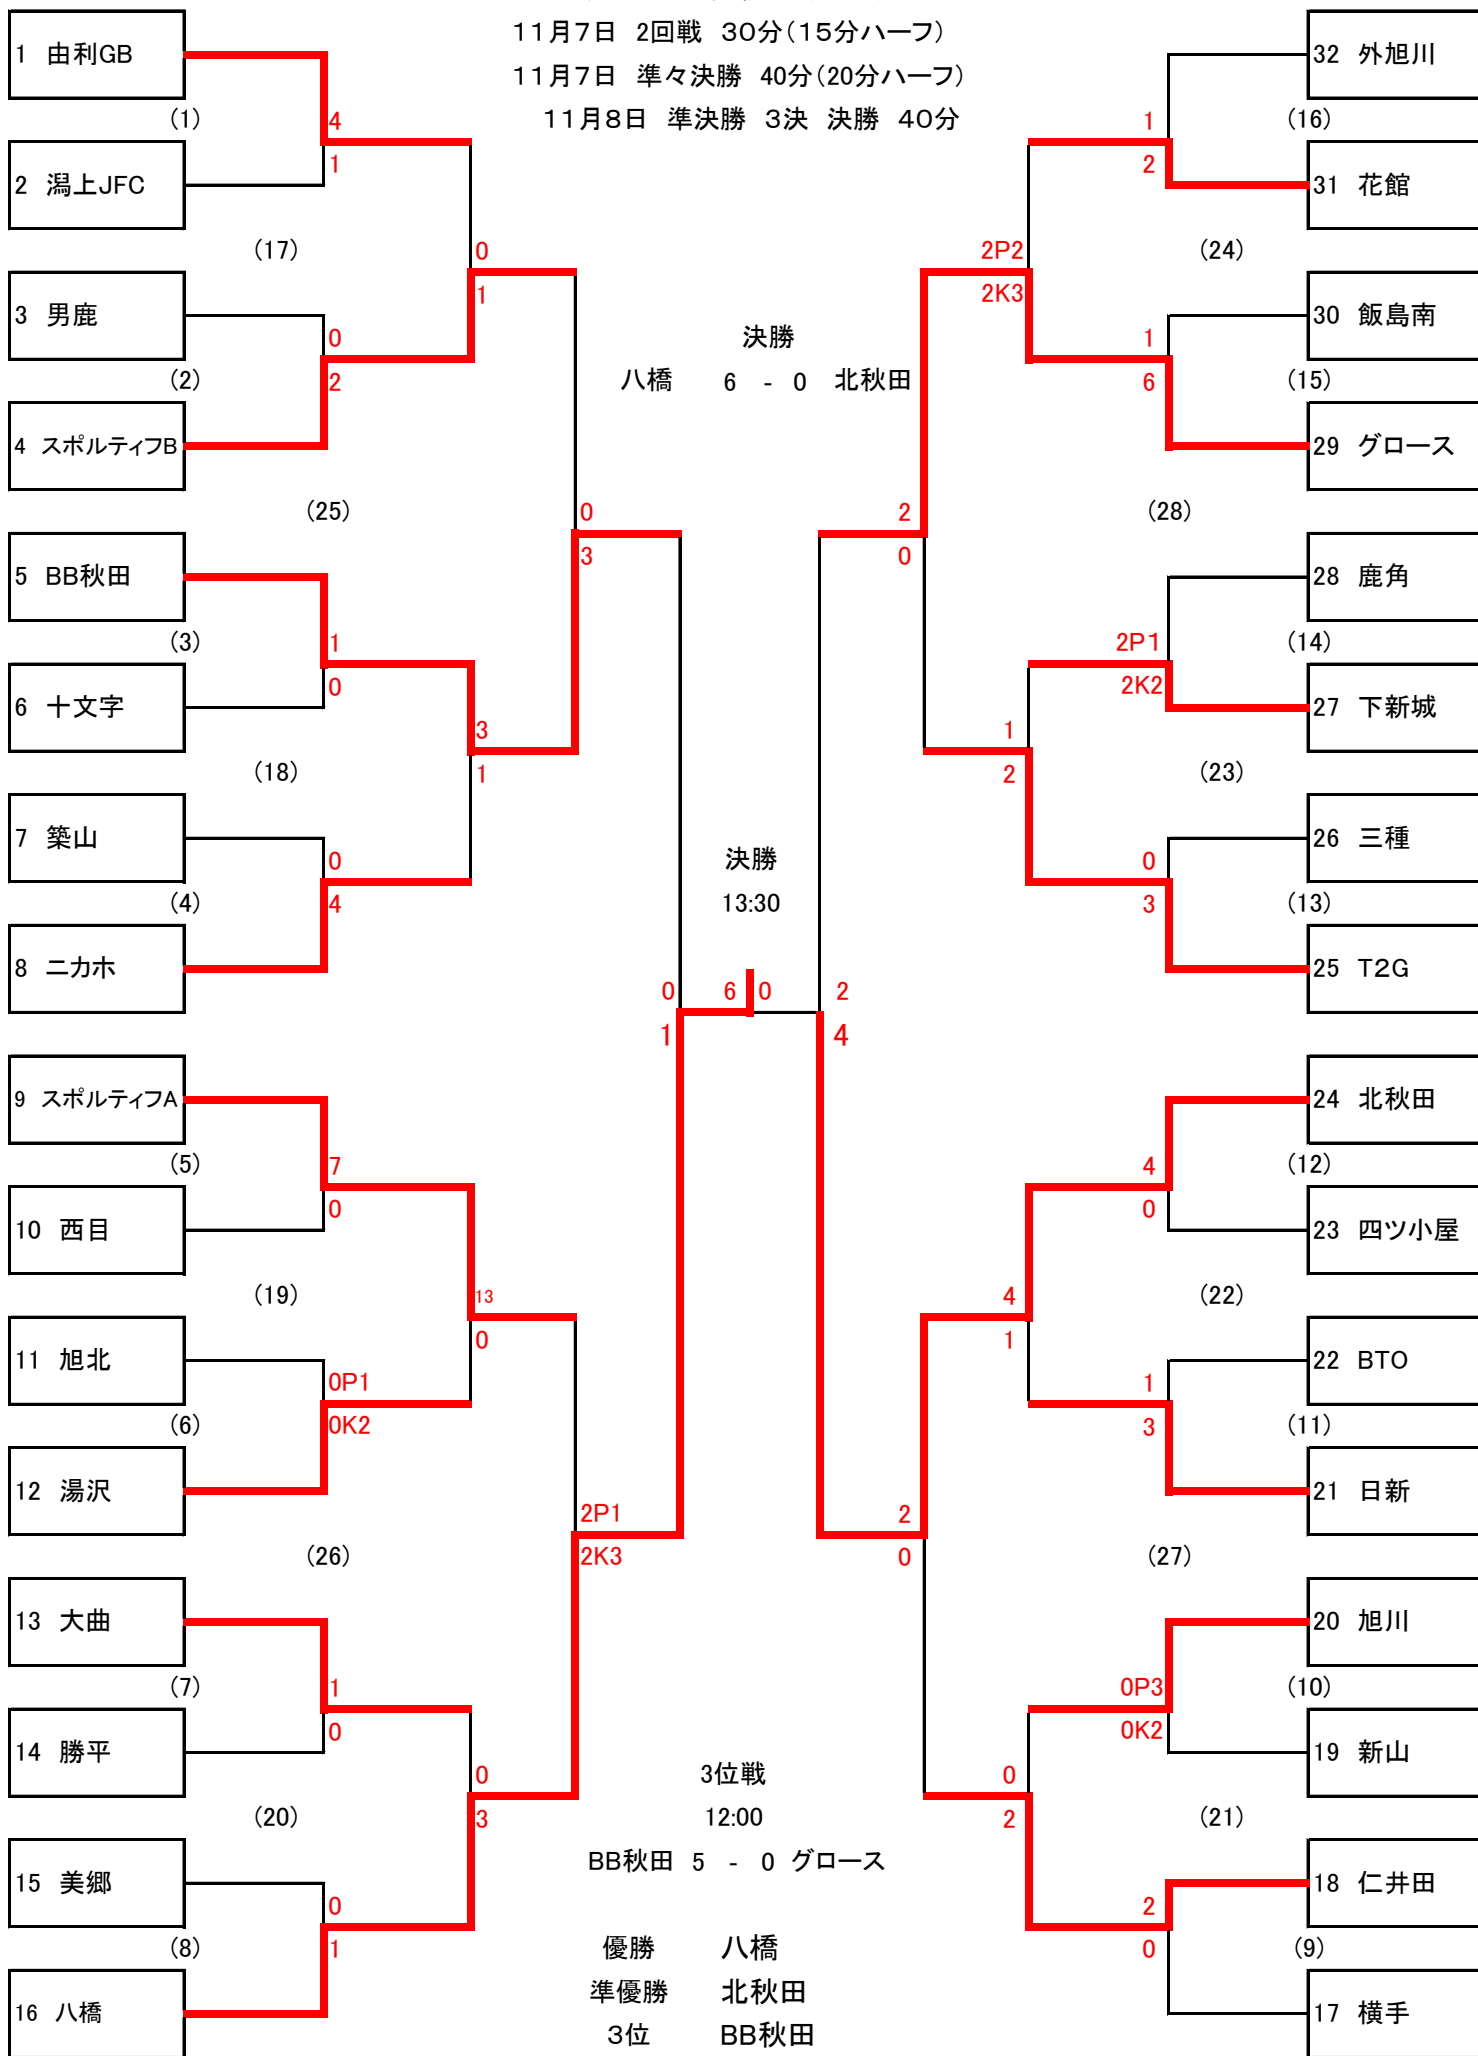 11月7日 2回戦 30分(15分ハーフ)
11月7日 準々決勝 40分(20分ハーフ)
11月8日 準決勝 3決 決勝 40分
1 由利GB
(1)
4
1
2 潟上JFC
(17)
0
1
3 男鹿
(2)
0
2
4 スポルティフB
(25)
0
3
5 BB秋田
(3)
1
0
6 十文字
(18)
3
1
7 築山
(4)
0
4
8 ニカホ
9 スポルティフA
(5)
7
0
10 西目
(19)
13
0
11 旭北
(6)
0P1
0K2
12 湯沢
(26)
2P1
2K3
13 大曲
(7)
1
0
14 勝平
(20)
0
3
15 美郷
(8)
0
1
16 八橋
決勝
八橋 6 - 0 北秋田
決勝
13:30
0
1
6
0
2
4
3位戦
12:00
BB秋田 5 - 0 グロース
優勝 八橋
準優勝 北秋田
3位 BB秋田
32 外旭川
(16)
1
2
31 花館
(24)
2P2
2K3
30 飯島南
(15)
1
6
29 グロース
(28)
2
0
28 鹿角
(14)
2P1
2K2
27 下新城
(23)
1
2
26 三種
(13)
0
3
25 T2G
24 北秋田
(12)
4
0
23 四ツ小屋
(22)
4
1
22 BTO
(11)
1
3
21 日新
(27)
2
0
20 旭川
(10)
0P3
0K2
19 新山
(21)
0
2
18 仁井田
(9)
2
0
17 横手